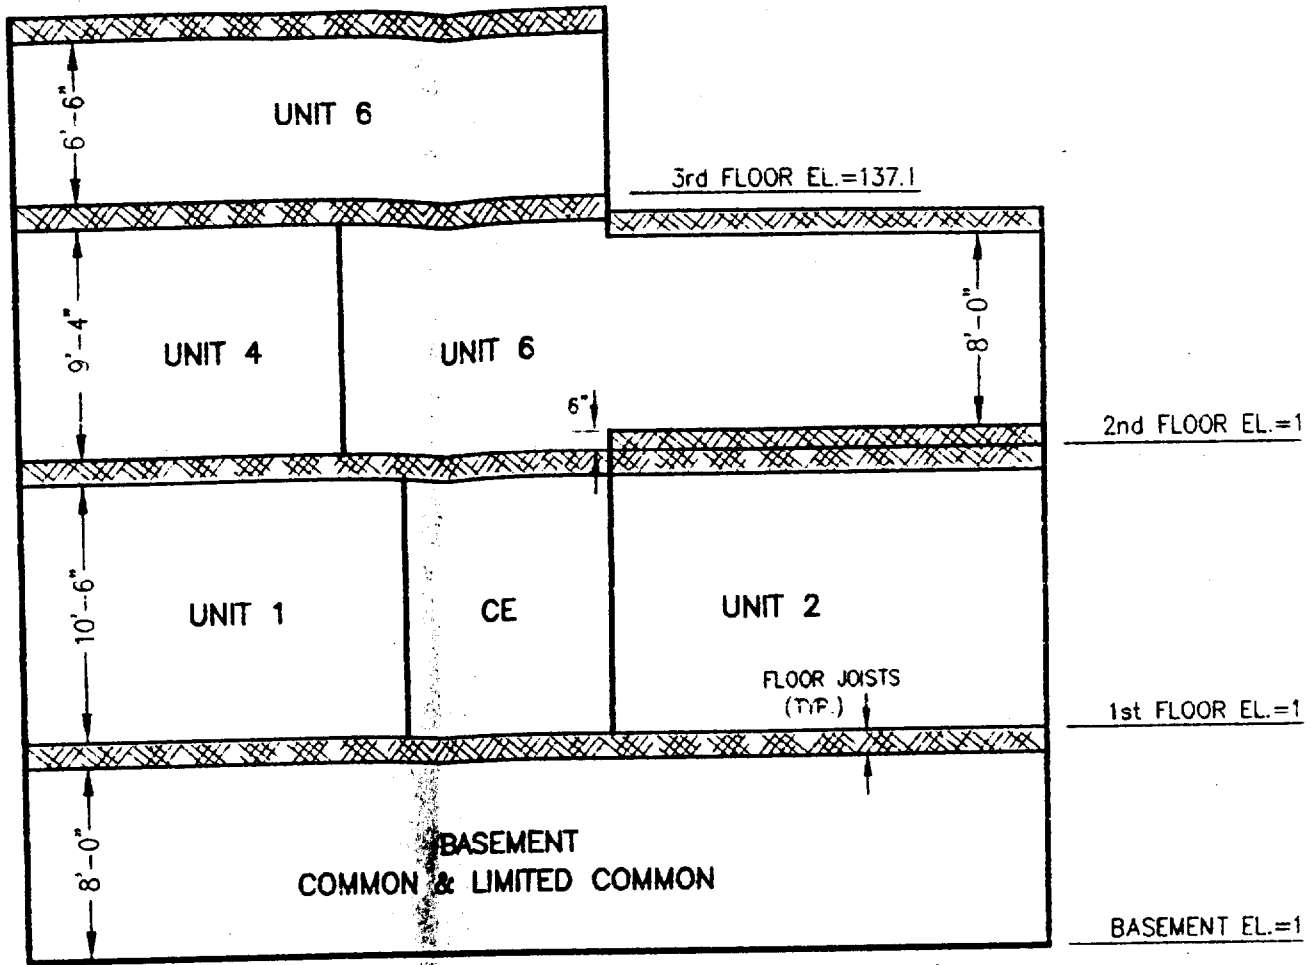 6'-6"
UNIT 6
3rd FLOOR EL.=137.1
9'-4"
UNIT 4
UNIT 6
8'-0"
6"
2nd FLOOR EL.=1
10'-6"
UNIT 1
CE
UNIT 2
FLOOR JOISTS
(TYP.)
1st FLOOR EL.=1
8'-0"
BASEMENT
COMMON & LIMITED COMMON
BASEMENT EL.=1